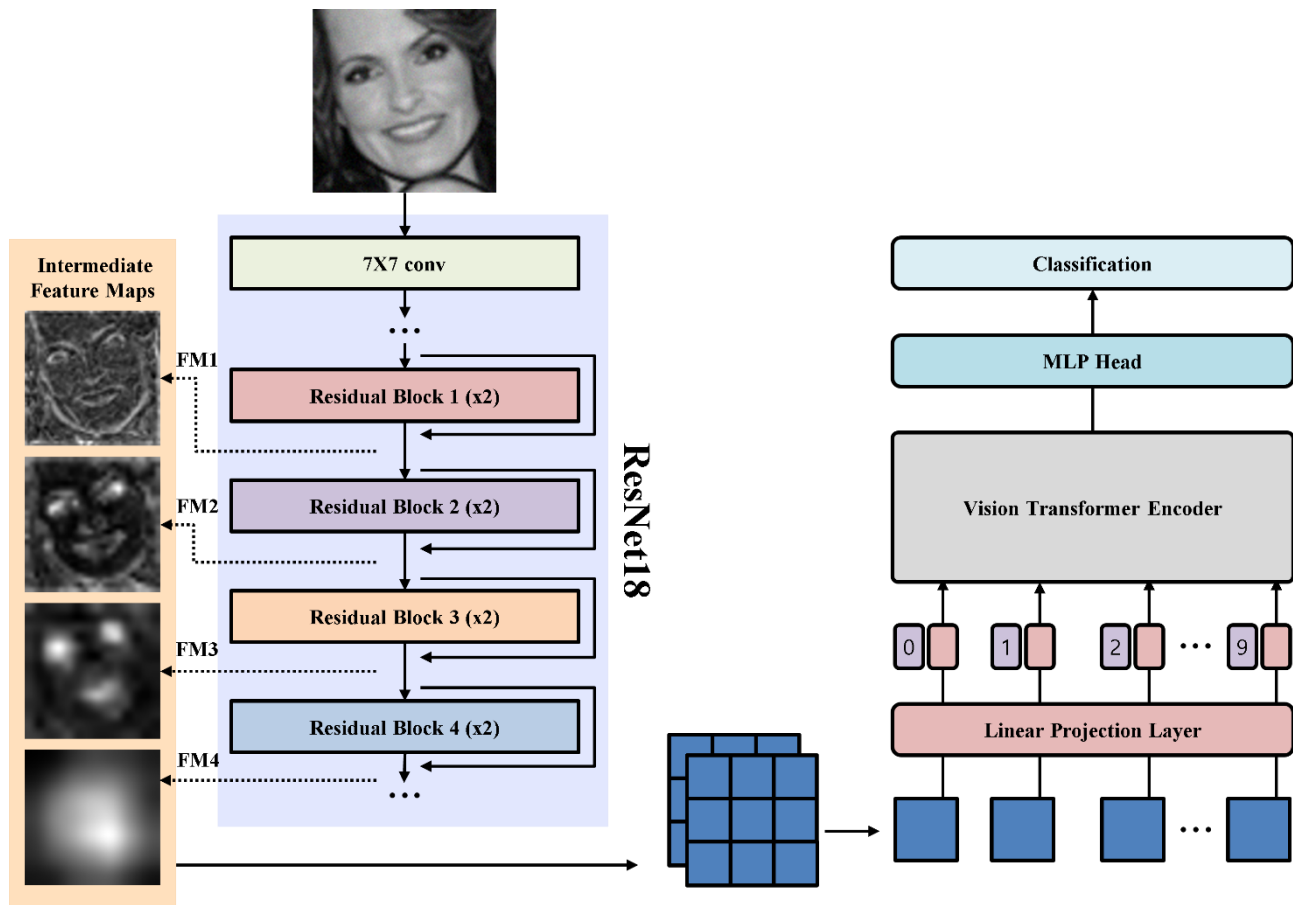 7X7 conv
...
Intermediate
Feature Maps
FM1
Residual Block 1 (x2)
FM2
Residual Block 2 (x2)
FM3
Residual Block 3 (x2)
FM4
Residual Block 4 (x2)
...
ResNet18
Classification
MLP Head
Vision Transformer Encoder
0 1 2 ... 9
Linear Projection Layer
...